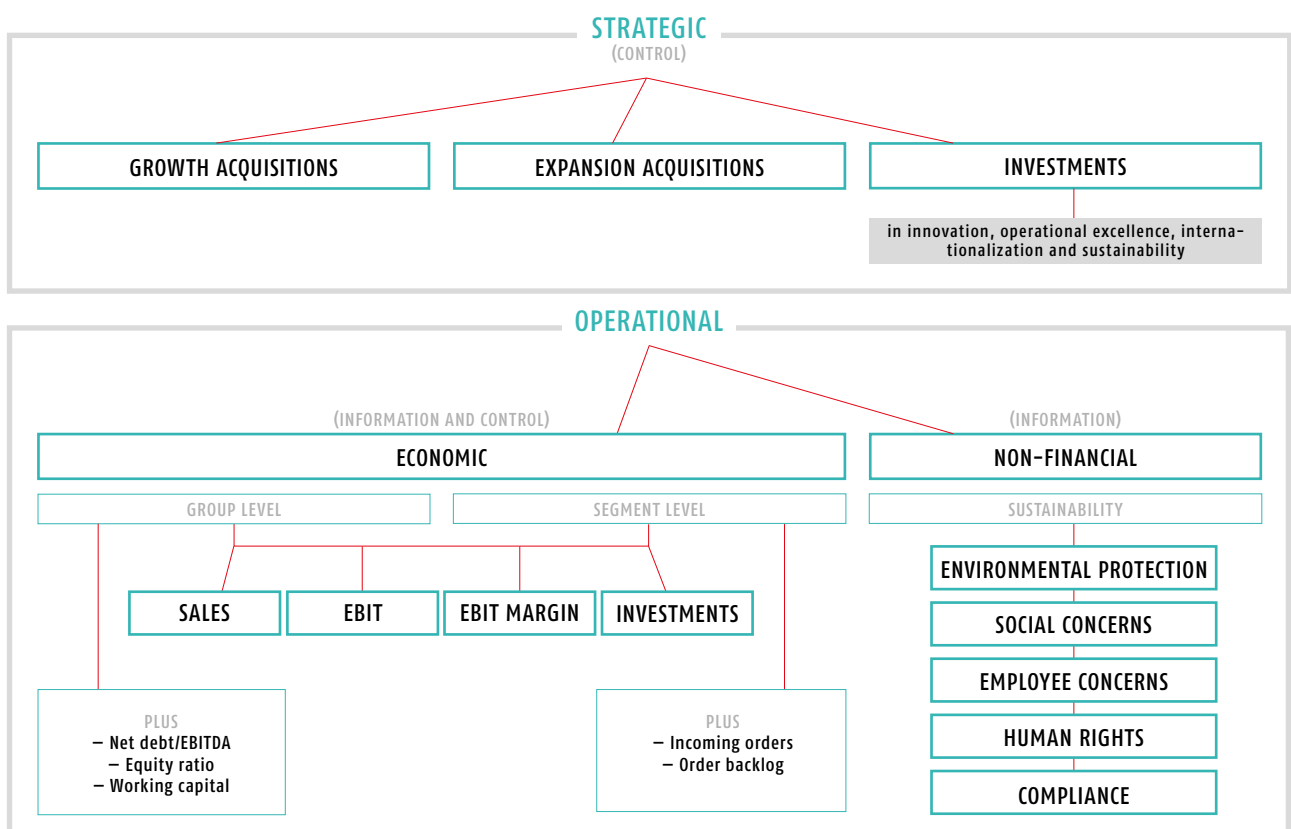 STRATEGIC
(CONTROL)
GROWTH ACQUISITIONS
EXPANSION ACQUISITIONS
INVESTMENTS
in innovation, operational excellence, interna-
tionalization and sustainability
OPERATIONAL
(INFORMATION AND CONTROL)
(INFORMATION)
ECONOMIC
NON-FINANCIAL
GROUP LEVEL
SEGMENT LEVEL
SUSTAINABILITY
SALES
EBIT
EBIT MARGIN
INVESTMENTS
PLUS
– Net debt/EBITDA
– Equity ratio
– Working capital
PLUS
– Incoming orders
– Order backlog
ENVIRONMENTAL PROTECTION
SOCIAL CONCERNS
EMPLOYEE CONCERNS
HUMAN RIGHTS
COMPLIANCE